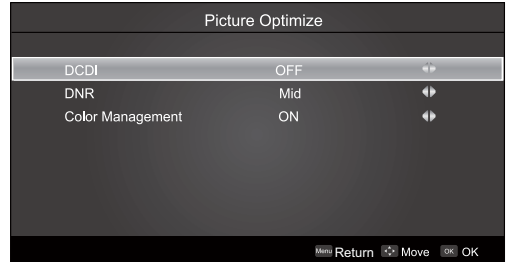 Picture Optimize
DCDI OFF
DNR Mid
Color Management ON
Menu Return Move OK OK